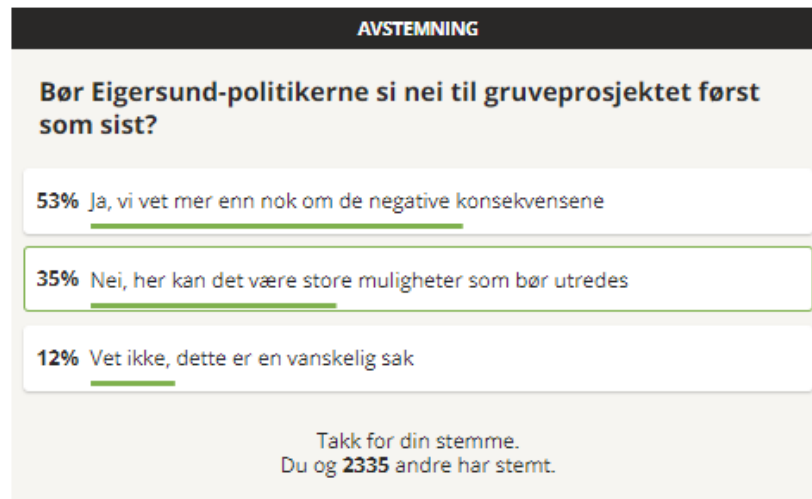 AVSTEMNING
Bør Eigersund-politikerne si nei til gruveprosjektet først
som sist?
53% Ja, vi vet mer enn nok om de negative konsekvensene
35% Nei, her kan det være store muligheter som bør utredes
12% Vet ikke, dette er en vanskelig sak
Takk for din stemme.
Du og 2335 andre har stemt.